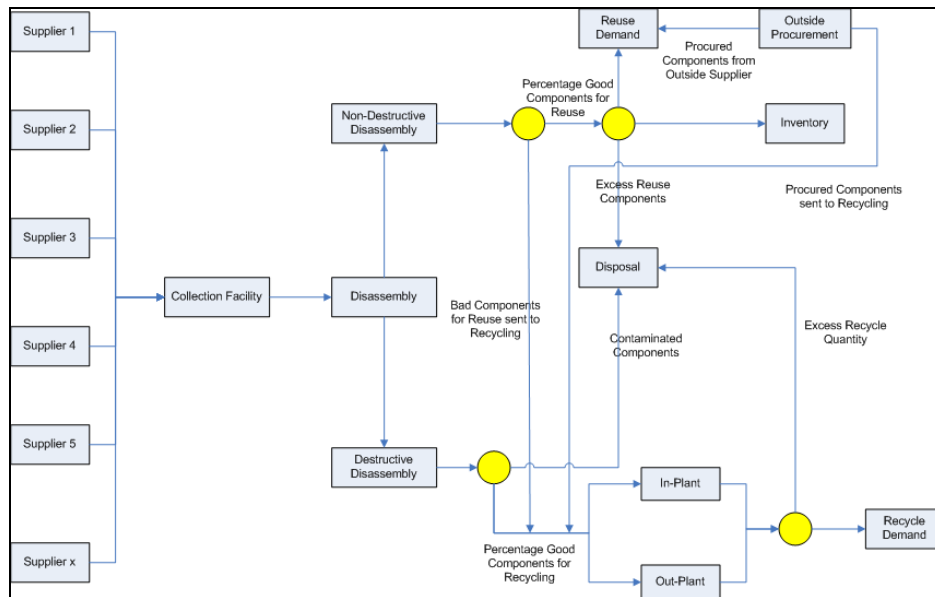 Supplier 1
Supplier 2
Supplier 3
Supplier 4
Supplier 5
Supplier x
Collection Facility
Disassembly
Non-Destructive
Disassembly
Destructive
Disassembly
Percentage Good
Components for
Reuse
Reuse
Demand
Procured
Components from
Outside Supplier
Outside
Procurement
Inventory
Excess Reuse
Components
Procured Components
sent to Recycling
Disposal
Bad Components
for Reuse sent to
Recycling
Contaminated
Components
Excess Recycle
Quantity
In-Plant
Out-Plant
Percentage Good
Components for
Recycling
Recycle
Demand